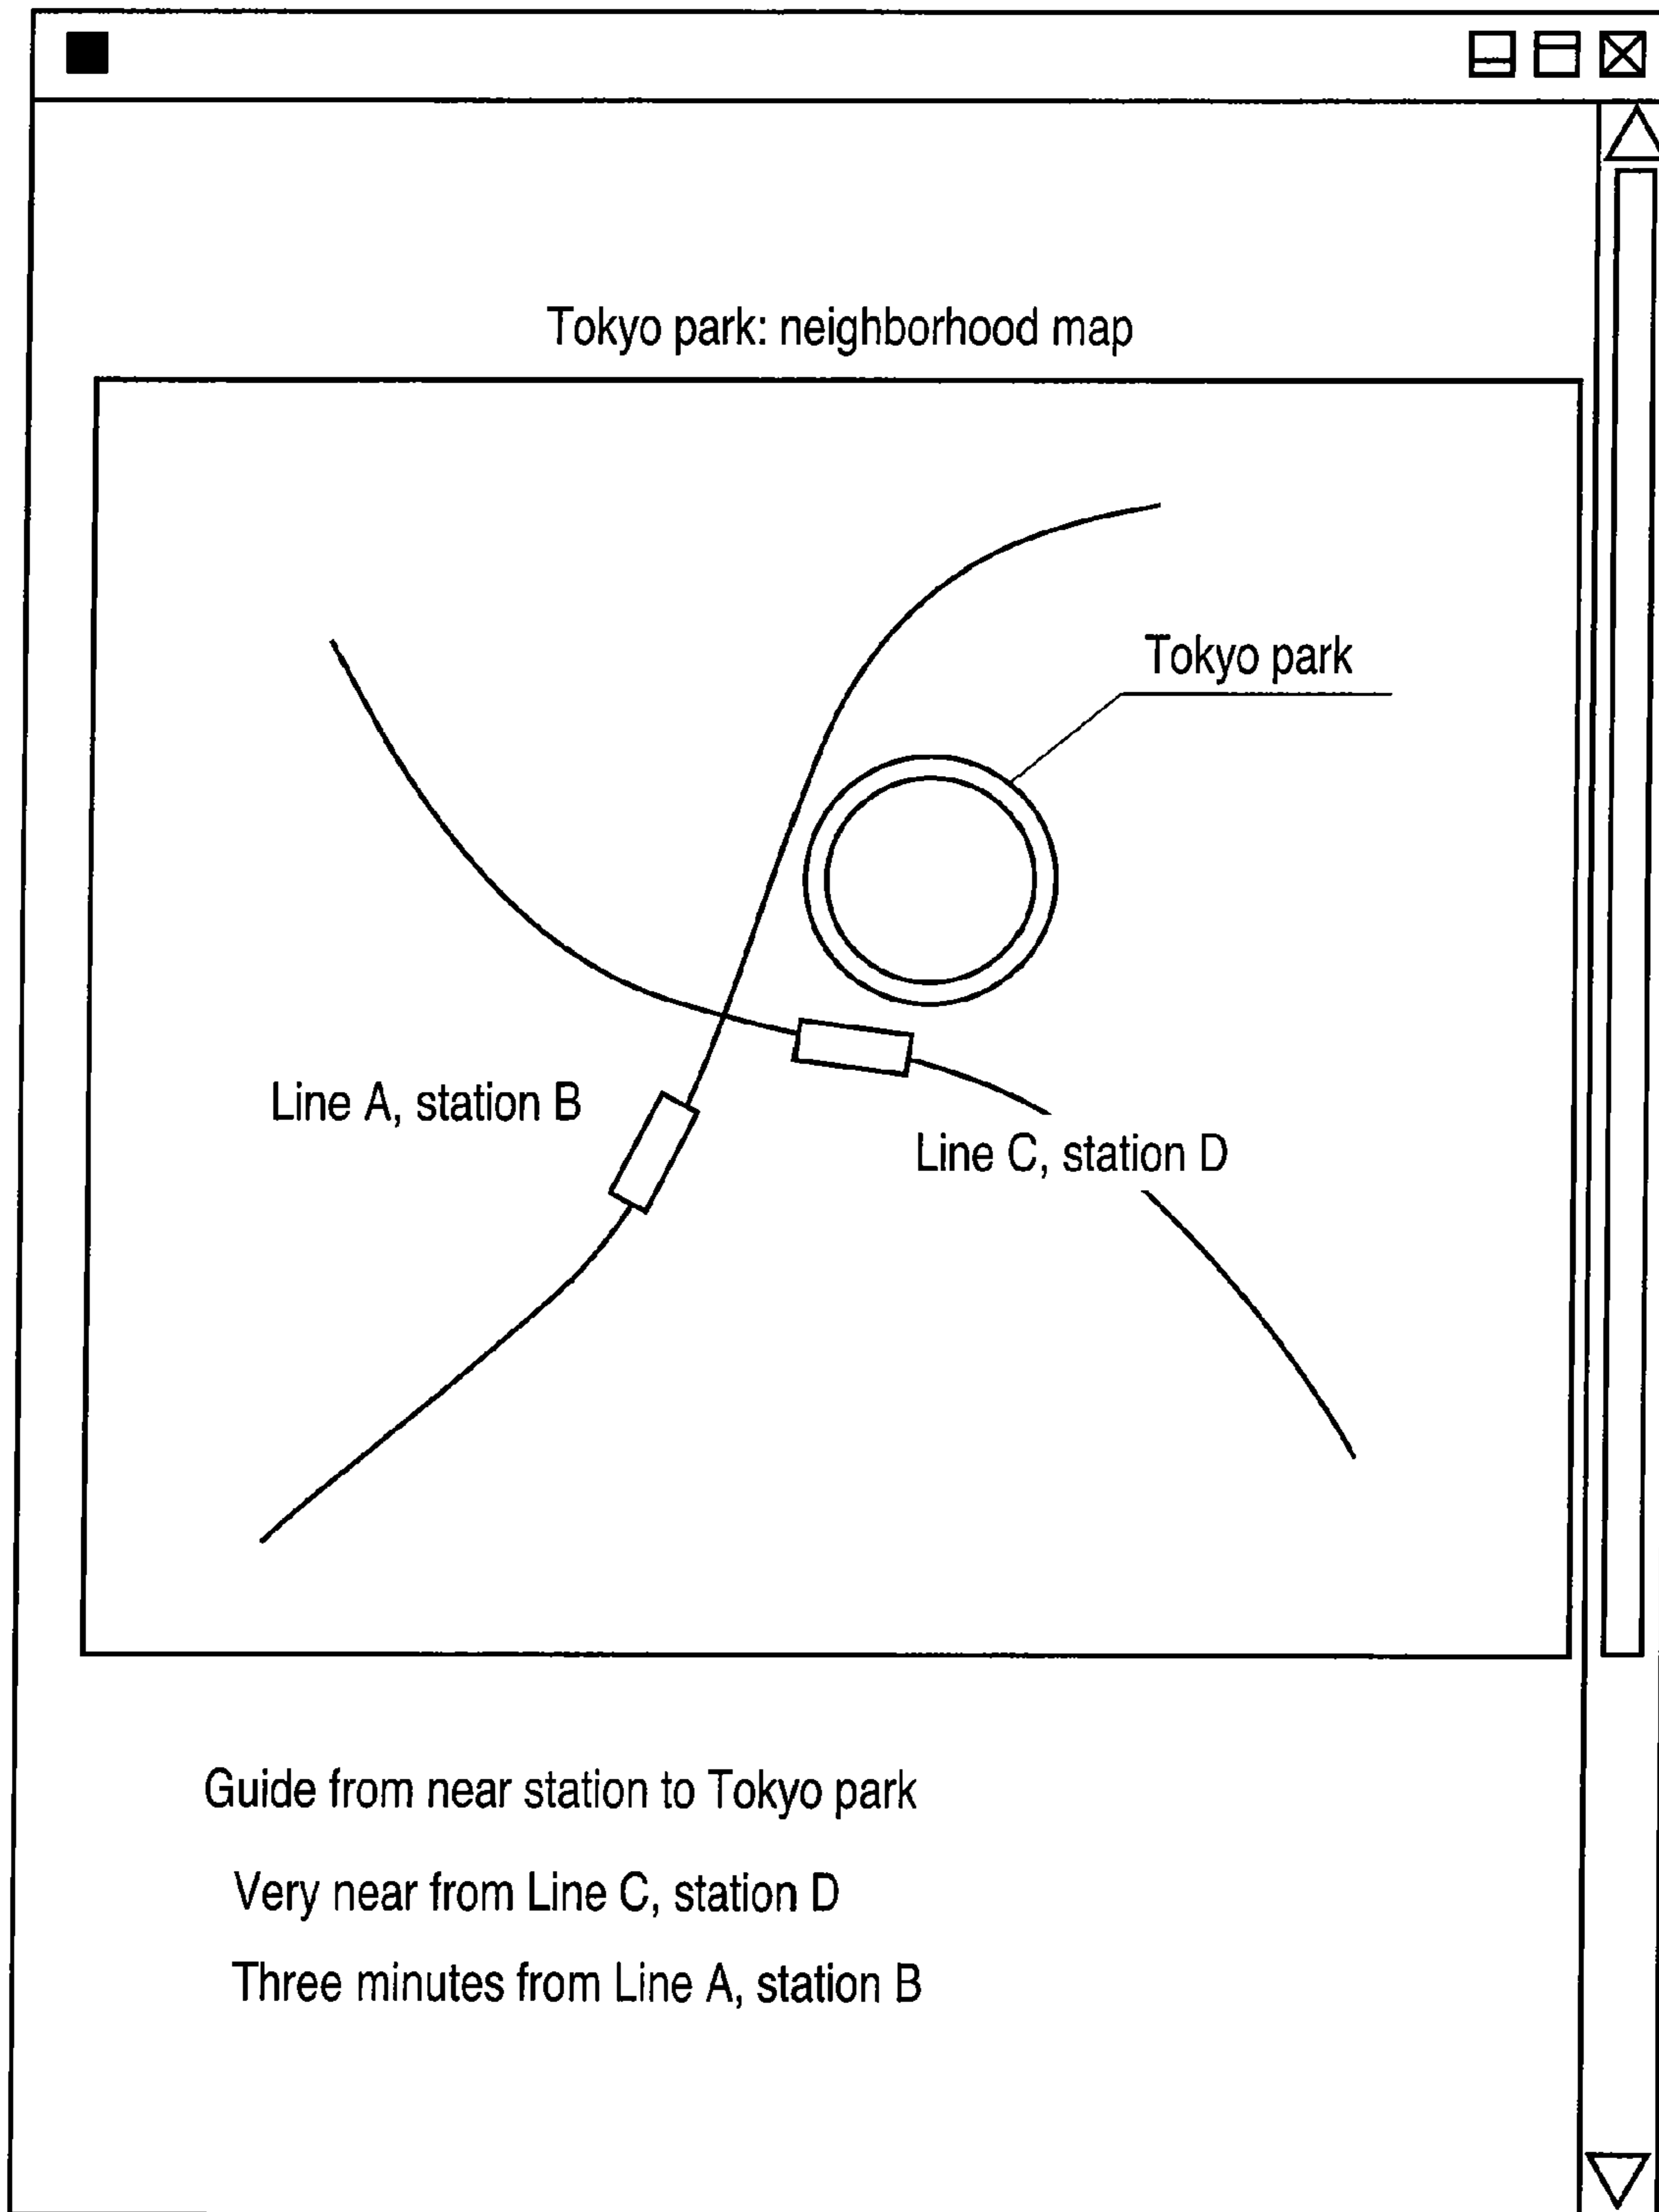 Tokyo park: neighborhood map
Tokyo park
Line A, station B
Line C, station D
Guide from near station to Tokyo park
Very near from Line C, station D
Three minutes from Line A, station B